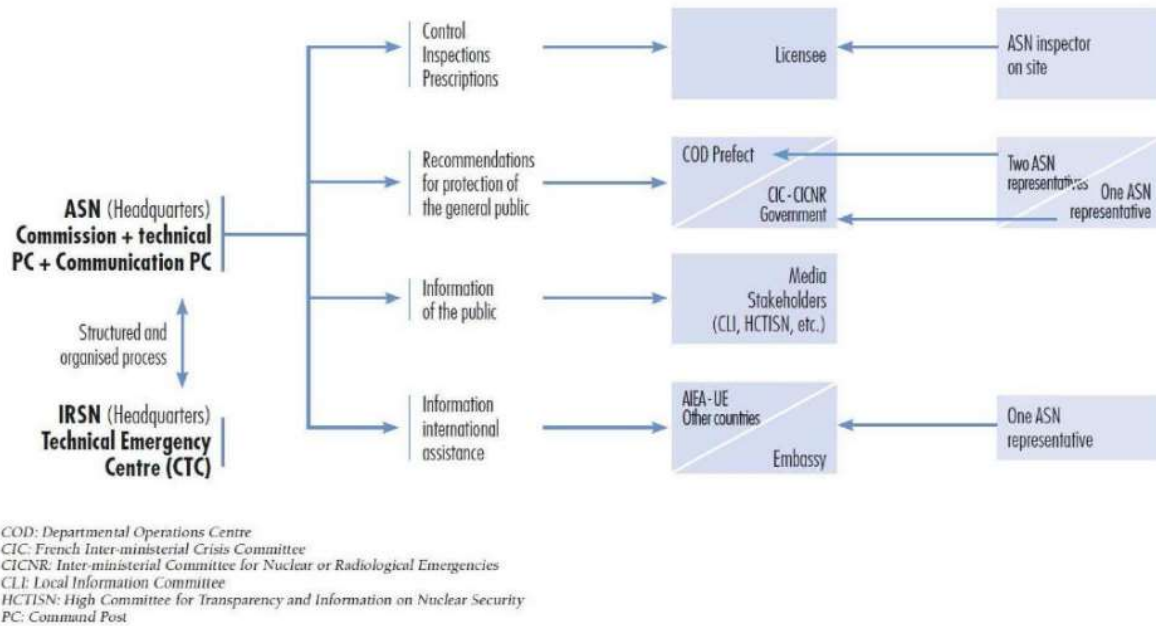 Control
Inspections
Prescriptions
Licensee
ASN inspector
on site
Recommendations
for protection of
the general public
COD Prefect
CIC - CICNR
Government
Two ASN
representatives
One ASN
representative
ASN (Headquarters)
Commission + technical
PC + Communication PC
Information
of the public
Media
Stakeholders
(CLI, HCTISN, etc.)
Structured and
organised process
IRSN (Headquarters)
Technical Emergency
Centre (CTC)
Information
international
assistance
AIEA - UE
Other countries
Embassy
One ASN
representative
COD: Departmental Operations Centre
CIC: French Inter-ministerial Crisis Committee
CICNR: Inter-ministerial Committee for Nuclear or Radiological Emergencies
CLI: Local Information Committee
HCTISN: High Committee for Transparency and Information on Nuclear Security
PC: Command Post